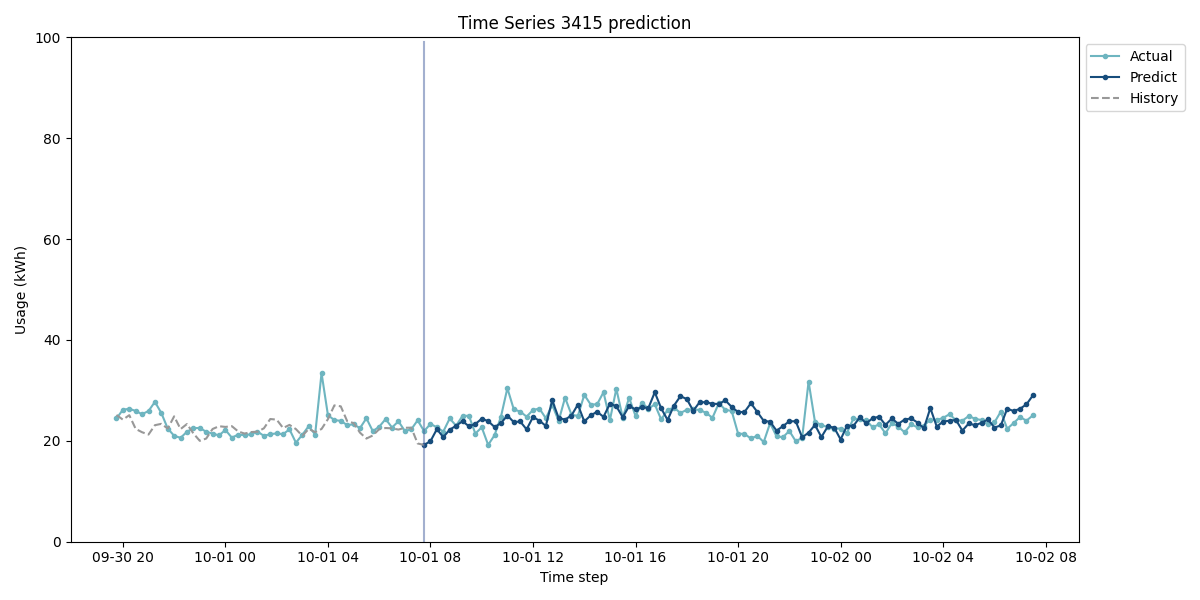 Time Series 3415 prediction
100
80
60
40
20
0
Usage (kWh)
09-30 20
10-01 00
10-01 04
10-01 08
10-01 12
10-01 16
10-01 20
10-02 00
10-02 04
10-02 08
Time step
Actual
Predict
History